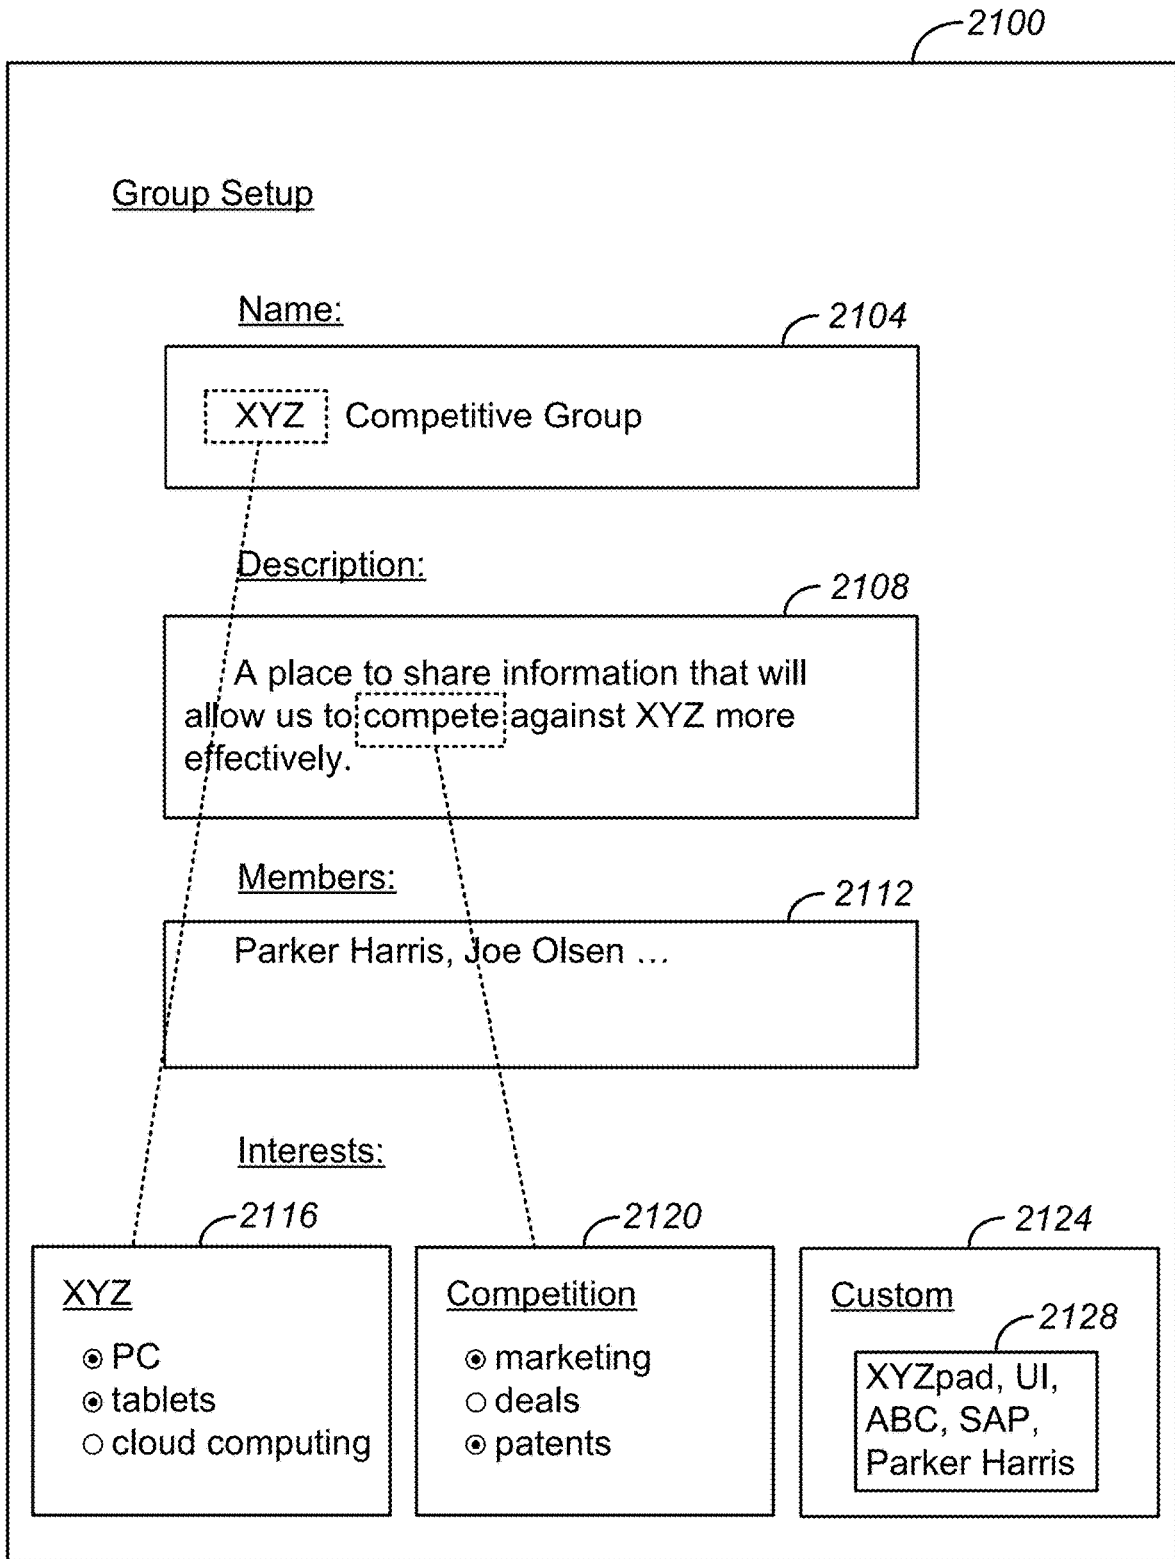 2100
Group Setup
Name:
2104
XYZ Competitive Group
Description:
2108
A place to share information that will
allow us to compete against XYZ more
effectively.
Members:
2112
Parker Harris, Joe Olsen ...
Interests:
2116
XYZ
PC
tablets
cloud computing
2120
Competition
marketing
deals
patents
2124
Custom
2128
XYZpad, UI,
ABC, SAP,
Parker Harris